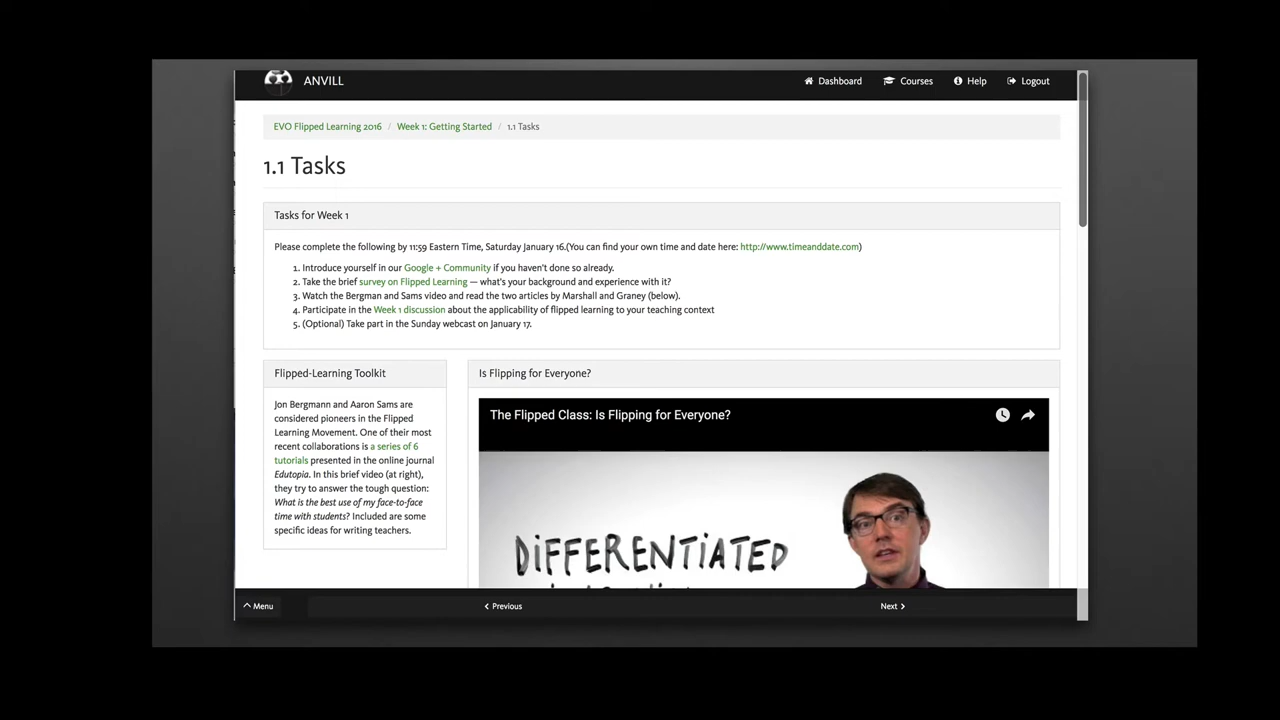 ANVILL
Dashboard
Courses
Help
Logout
EVO Flipped Learning 2016 / Week 1: Getting Started / 1.1 Tasks
1.1 Tasks
Tasks for Week 1
Please complete the following by 11:59 Eastern Time, Saturday January 16.(You can find your own time and date here: http://www.timeanddate.com)
1. Introduce yourself in our Google + Community if you haven't done so already.
2. Take the brief survey on Flipped Learning — what's your background and experience with it?
3. Watch the Bergman and Sams video and read the two articles by Marshall and Graney (below).
4. Participate in the Week 1 discussion about the applicability of flipped learning to your teaching context
5. (Optional) Take part in the Sunday webcast on January 17.
Flipped-Learning Toolkit
Jon Bergmann and Aaron Sams are
considered pioneers in the Flipped
Learning Movement. One of their most
recent collaborations is a series of 6
tutorials presented in the online journal
Edutopia. In this brief video (at right),
they try to answer the tough question:
What is the best use of my face-to-face
time with students? Included are some
specific ideas for writing teachers.
Is Flipping for Everyone?
The Flipped Class: Is Flipping for Everyone?
DiFFERENTiATED
Menu
Previous
Next